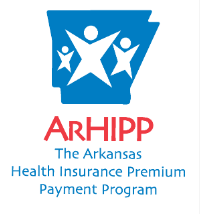 ARHIPP
The Arkansas
Health Insurance Premium
Payment Program